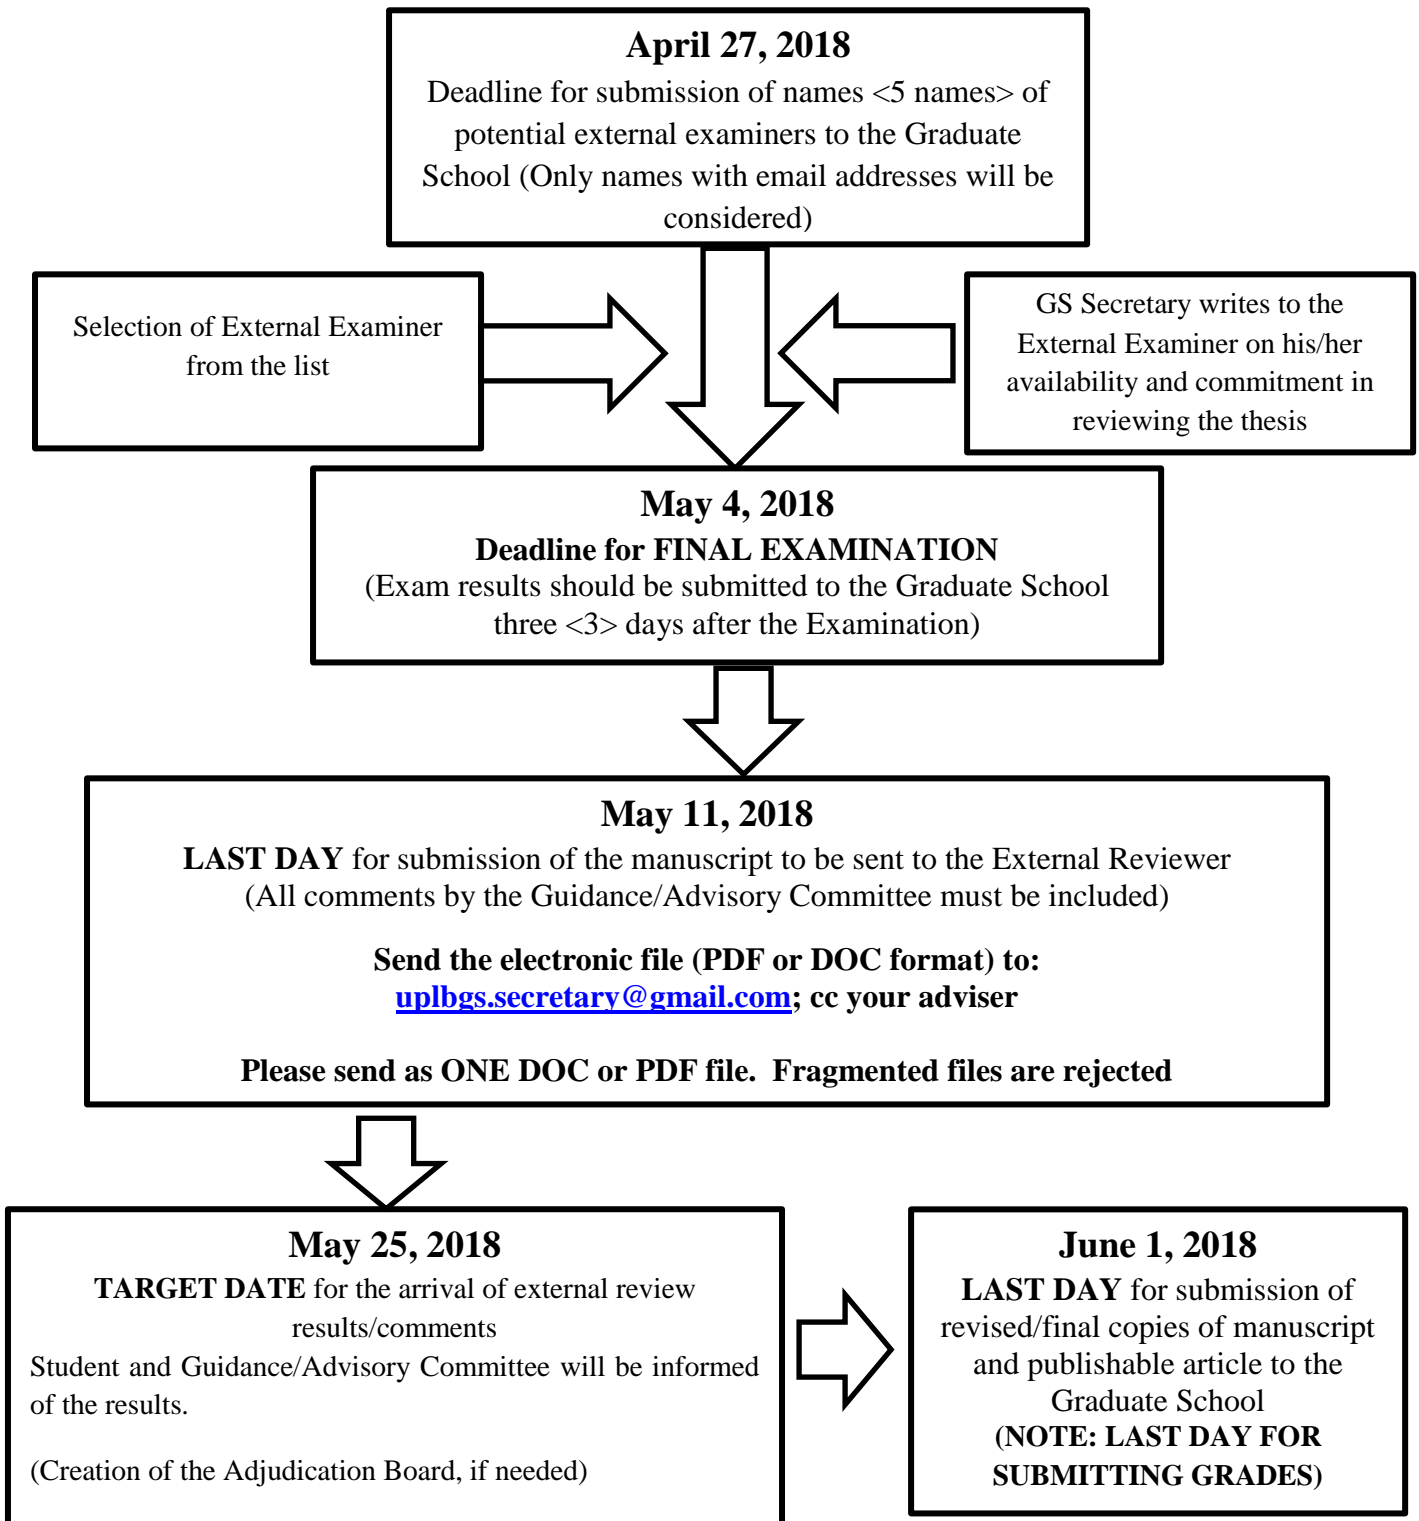 April 27, 2018
Deadline for submission of names <5 names> of
potential external examiners to the Graduate
School (Only names with email addresses will be
considered)
Selection of External Examiner
from the list
GS Secretary writes to the
External Examiner on his/her
availability and commitment in
reviewing the thesis
May 4, 2018
Deadline for FINAL EXAMINATION
(Exam results should be submitted to the Graduate School
three <3> days after the Examination)
May 11, 2018
LAST DAY for submission of the manuscript to be sent to the External Reviewer
(All comments by the Guidance/Advisory Committee must be included)
Send the electronic file (PDF or DOC format) to:
uplbgs.secretary@gmail.com; cc your adviser
Please send as ONE DOC or PDF file.  Fragmented files are rejected
May 25, 2018
TARGET DATE for the arrival of external review
results/comments
Student and Guidance/Advisory Committee will be informed
of the results.
(Creation of the Adjudication Board, if needed)
June 1, 2018
LAST DAY for submission of
revised/final copies of manuscript
and publishable article to the
Graduate School
(NOTE: LAST DAY FOR
SUBMITTING GRADES)